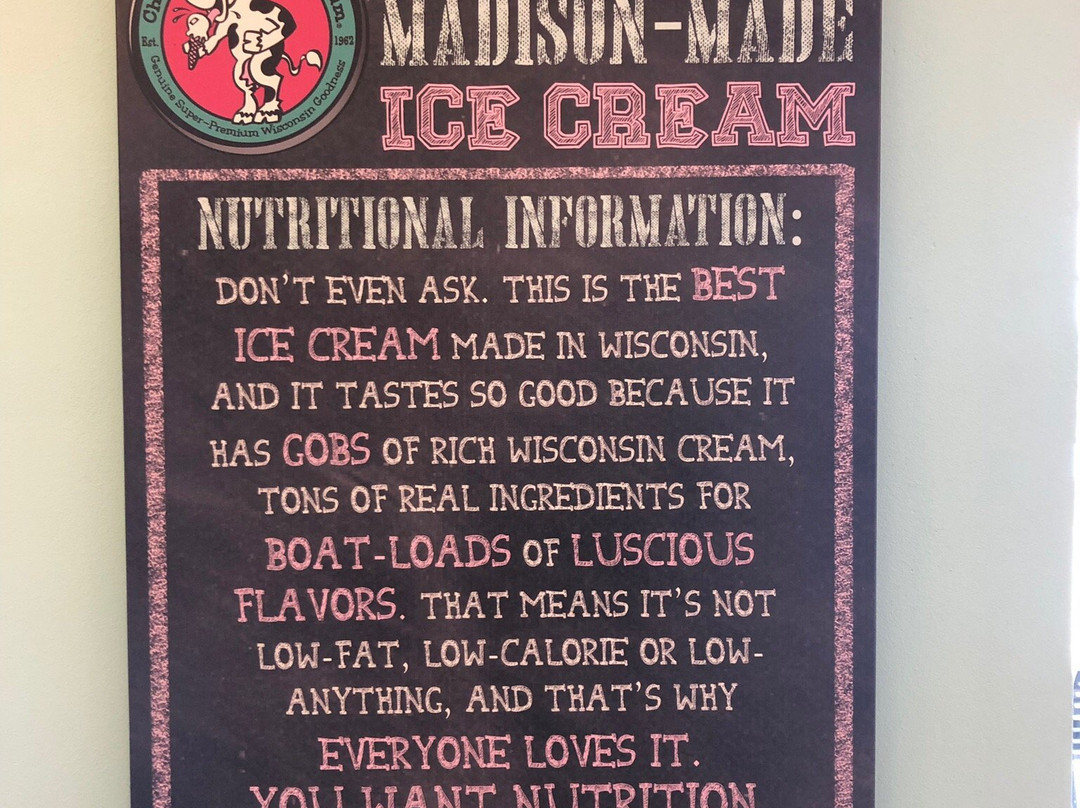 Est. 1962
Genuine Super-Premium Wisconsin Goodness
MADISON-MADE
ICE CREAM
NUTRITIONAL INFORMATION:
DON'T EVEN ASK. THIS IS THE BEST
ICE CREAM MADE IN WISCONSIN,
AND IT TASTES SO GOOD BECAUSE IT
HAS GOBS OF RICH WISCONSIN CREAM,
TONS OF REAL INGREDIENTS FOR
BOAT-LOADS OF LUSCIOUS
FLAVORS. THAT MEANS IT'S NOT
LOW-FAT, LOW-CALORIE OR LOW-
ANYTHING, AND THAT'S WHY
EVERYONE LOVES IT.
YOU WANT NUTRITION